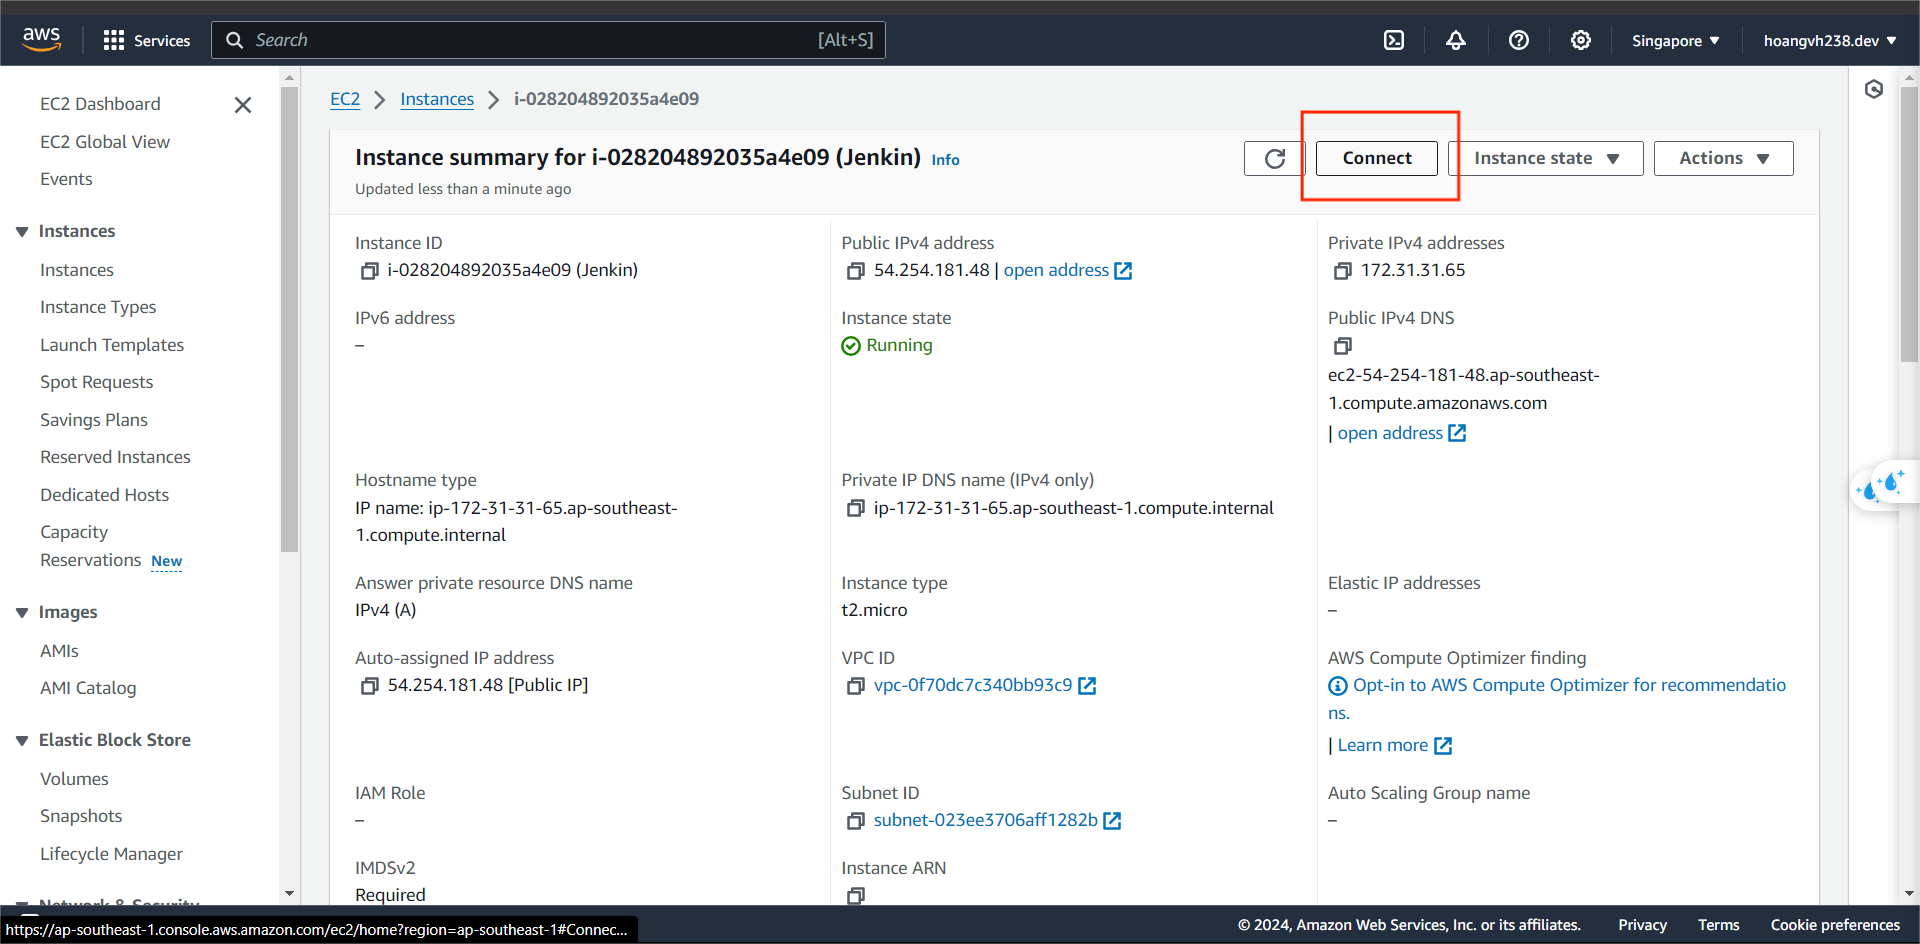 aws
Services
Search
[Alt+S]
Singapore
hoangvh238.dev
EC2 Dashboard
EC2 Global View
Events
Instances
Instances
Instance Types
Launch Templates
Spot Requests
Savings Plans
Reserved Instances
Dedicated Hosts
Capacity
Reservations New
Images
AMIs
AMI Catalog
Elastic Block Store
Volumes
Snapshots
Lifecycle Manager
Network & Security
EC2 > Instances > i-028204892035a4e09
Instance summary for i-028204892035a4e09 (Jenkin) Info
Updated less than a minute ago
Connect
Instance state
Actions
Instance ID
i-028204892035a4e09 (Jenkin)
Public IPv4 address
54.254.181.48 | open address
Private IPv4 addresses
172.31.31.65
IPv6 address
–
Instance state
Running
Public IPv4 DNS
ec2-54-254-181-48.ap-southeast-
1.compute.amazonaws.com
| open address
Hostname type
IP name: ip-172-31-31-65.ap-southeast-
1.compute.internal
Private IP DNS name (IPv4 only)
ip-172-31-31-65.ap-southeast-1.compute.internal
Answer private resource DNS name
IPv4 (A)
Instance type
t2.micro
Elastic IP addresses
–
Auto-assigned IP address
54.254.181.48 [Public IP]
VPC ID
vpc-0f70dc7c340bb93c9
AWS Compute Optimizer finding
Opt-in to AWS Compute Optimizer for recommendatio
ns.
| Learn more
IAM Role
–
Subnet ID
subnet-023ee3706aff1282b
Auto Scaling Group name
–
IMDSv2
Required
Instance ARN
https://ap-southeast-1.console.aws.amazon.com/ec2/home?region=ap-southeast-1#Connec...
© 2024, Amazon Web Services, Inc. or its affiliates.
Privacy
Terms
Cookie preferences